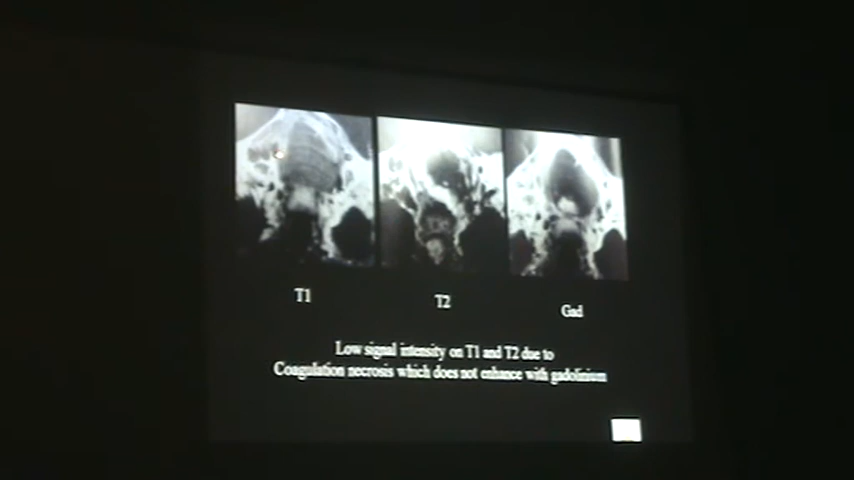 T1
T2
Gad
Low signal intensity on T1 and T2 due to
Coagulation necrosis which does not enhance with gadolinium